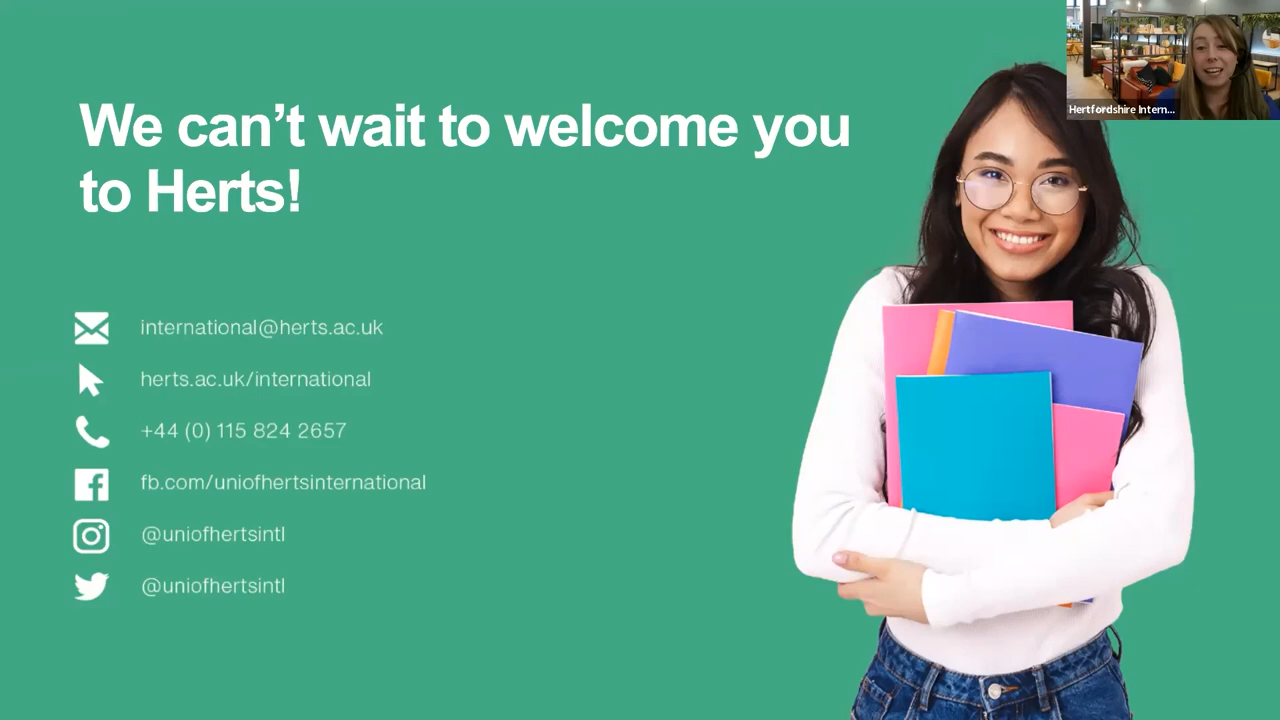 We can’t wait to welcome you
to Herts!
international@herts.ac.uk
herts.ac.uk/international
+44 (0) 115 824 2657
fb.com/uniofhertsinternational
@uniofhertsintl
@uniofhertsintl
Hertfordshire Intern...